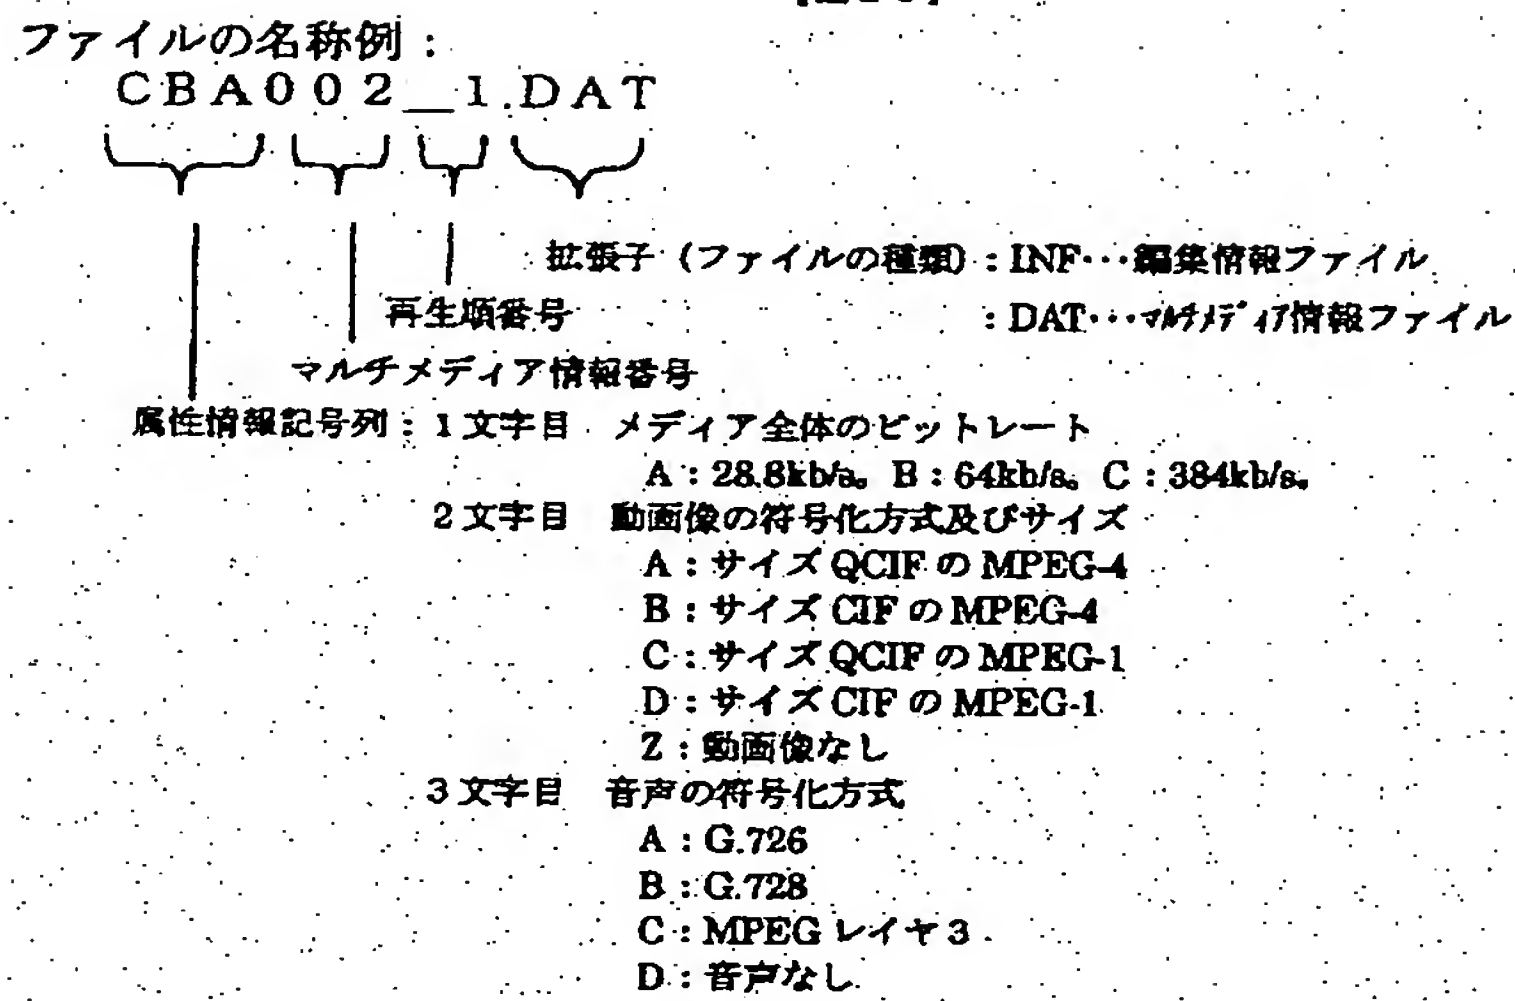 ファイルの名称例：
CBA002_1.DAT
拡張子（ファイルの種類）：INF･･･編集情報ファイル
再生順番号
：DAT･･･ﾏﾙﾁﾒﾃﾞｨｱ情報ファイル
マルチメディア情報番号
属性情報記号列：1文字目　メディア全体のビットレート
A：28.8kb/s。B：64kb/s。C：384kb/s。
2文字目　動画像の符号化方式及びサイズ
A：サイズQCIFのMPEG-4
B：サイズCIFのMPEG-4
C：サイズQCIFのMPEG-1
D：サイズCIFのMPEG-1
Z：動画像なし
3文字目　音声の符号化方式
A：G.726
B：G.728
C：MPEGレイヤ3
D：音声なし